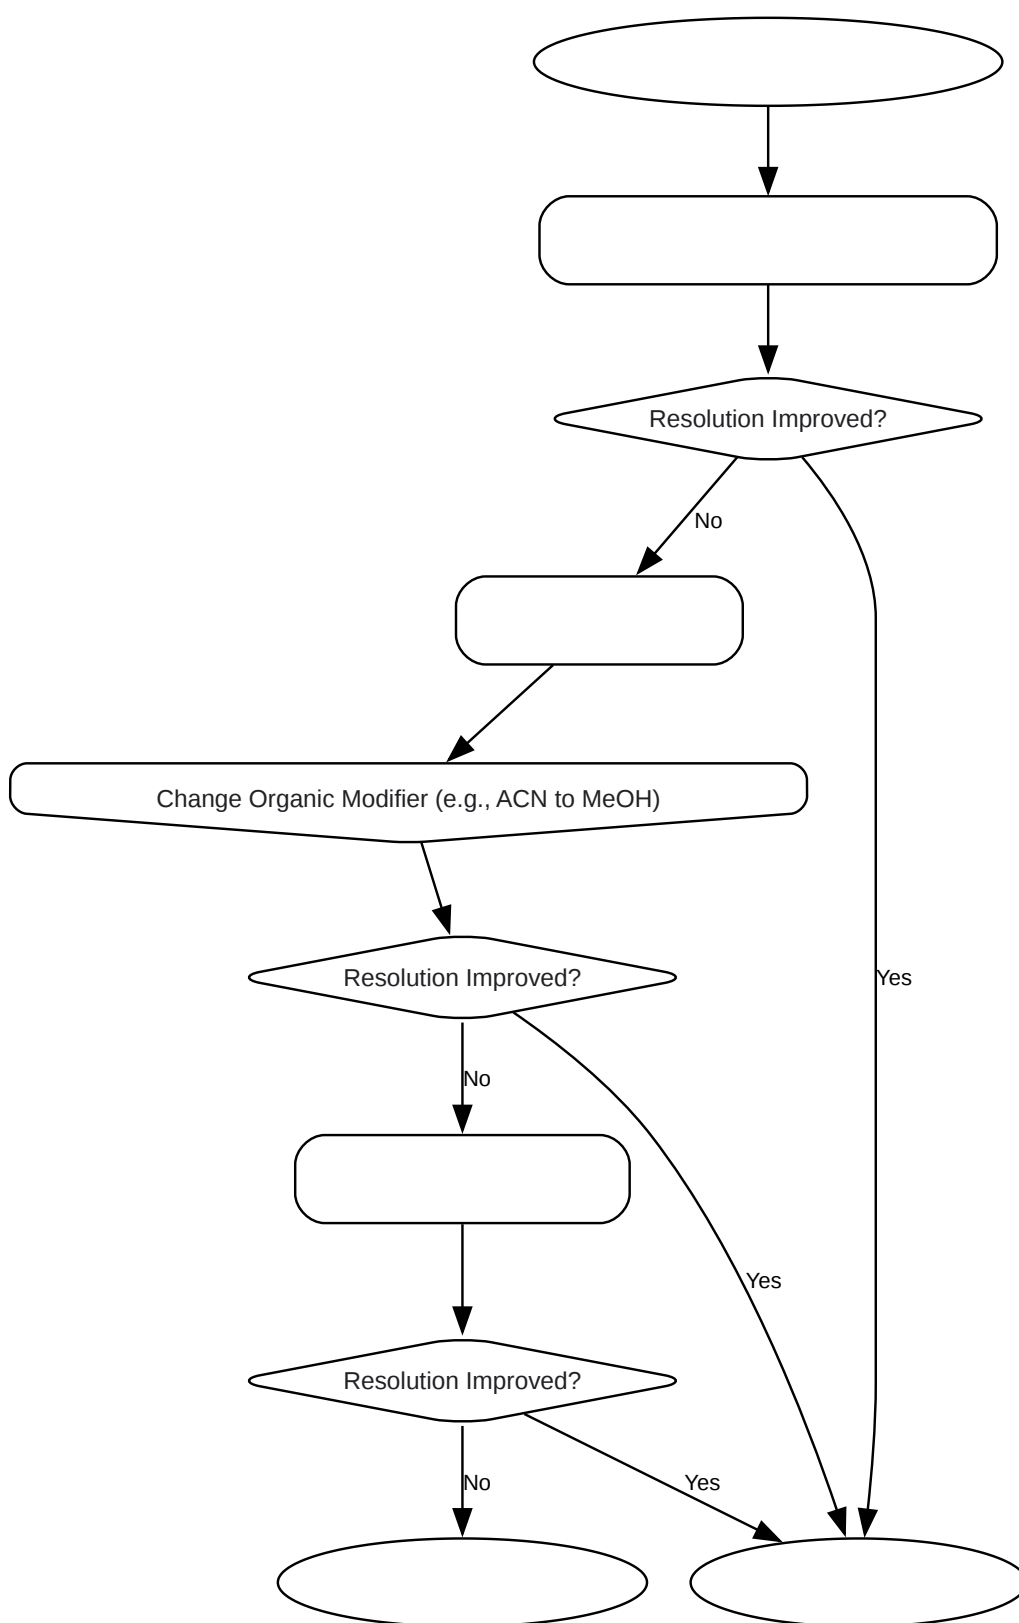 Resolution Improved?
No
Change Organic Modifier (e.g., ACN to MeOH)
Resolution Improved?
Yes
No
Yes
Resolution Improved?
No
Yes